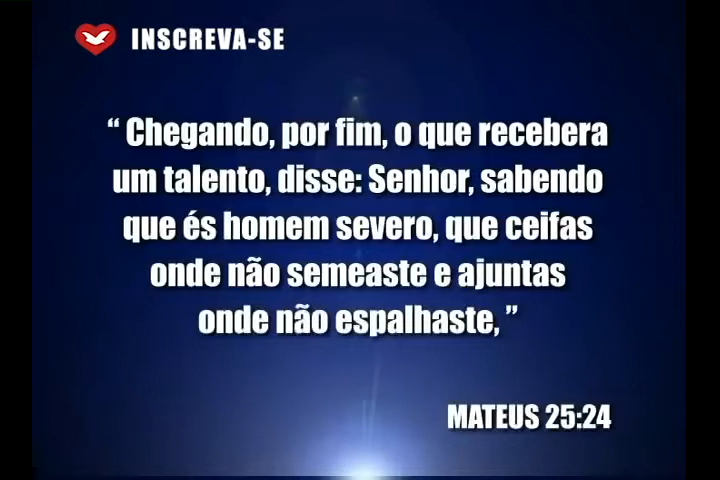 INSCREVA-SE
“ Chegando, por fim, o que recebera
um talento, disse: Senhor, sabendo
que és homem severo, que ceifas
onde não semeaste e ajuntas
onde não espalhaste, ”
MATEUS 25:24